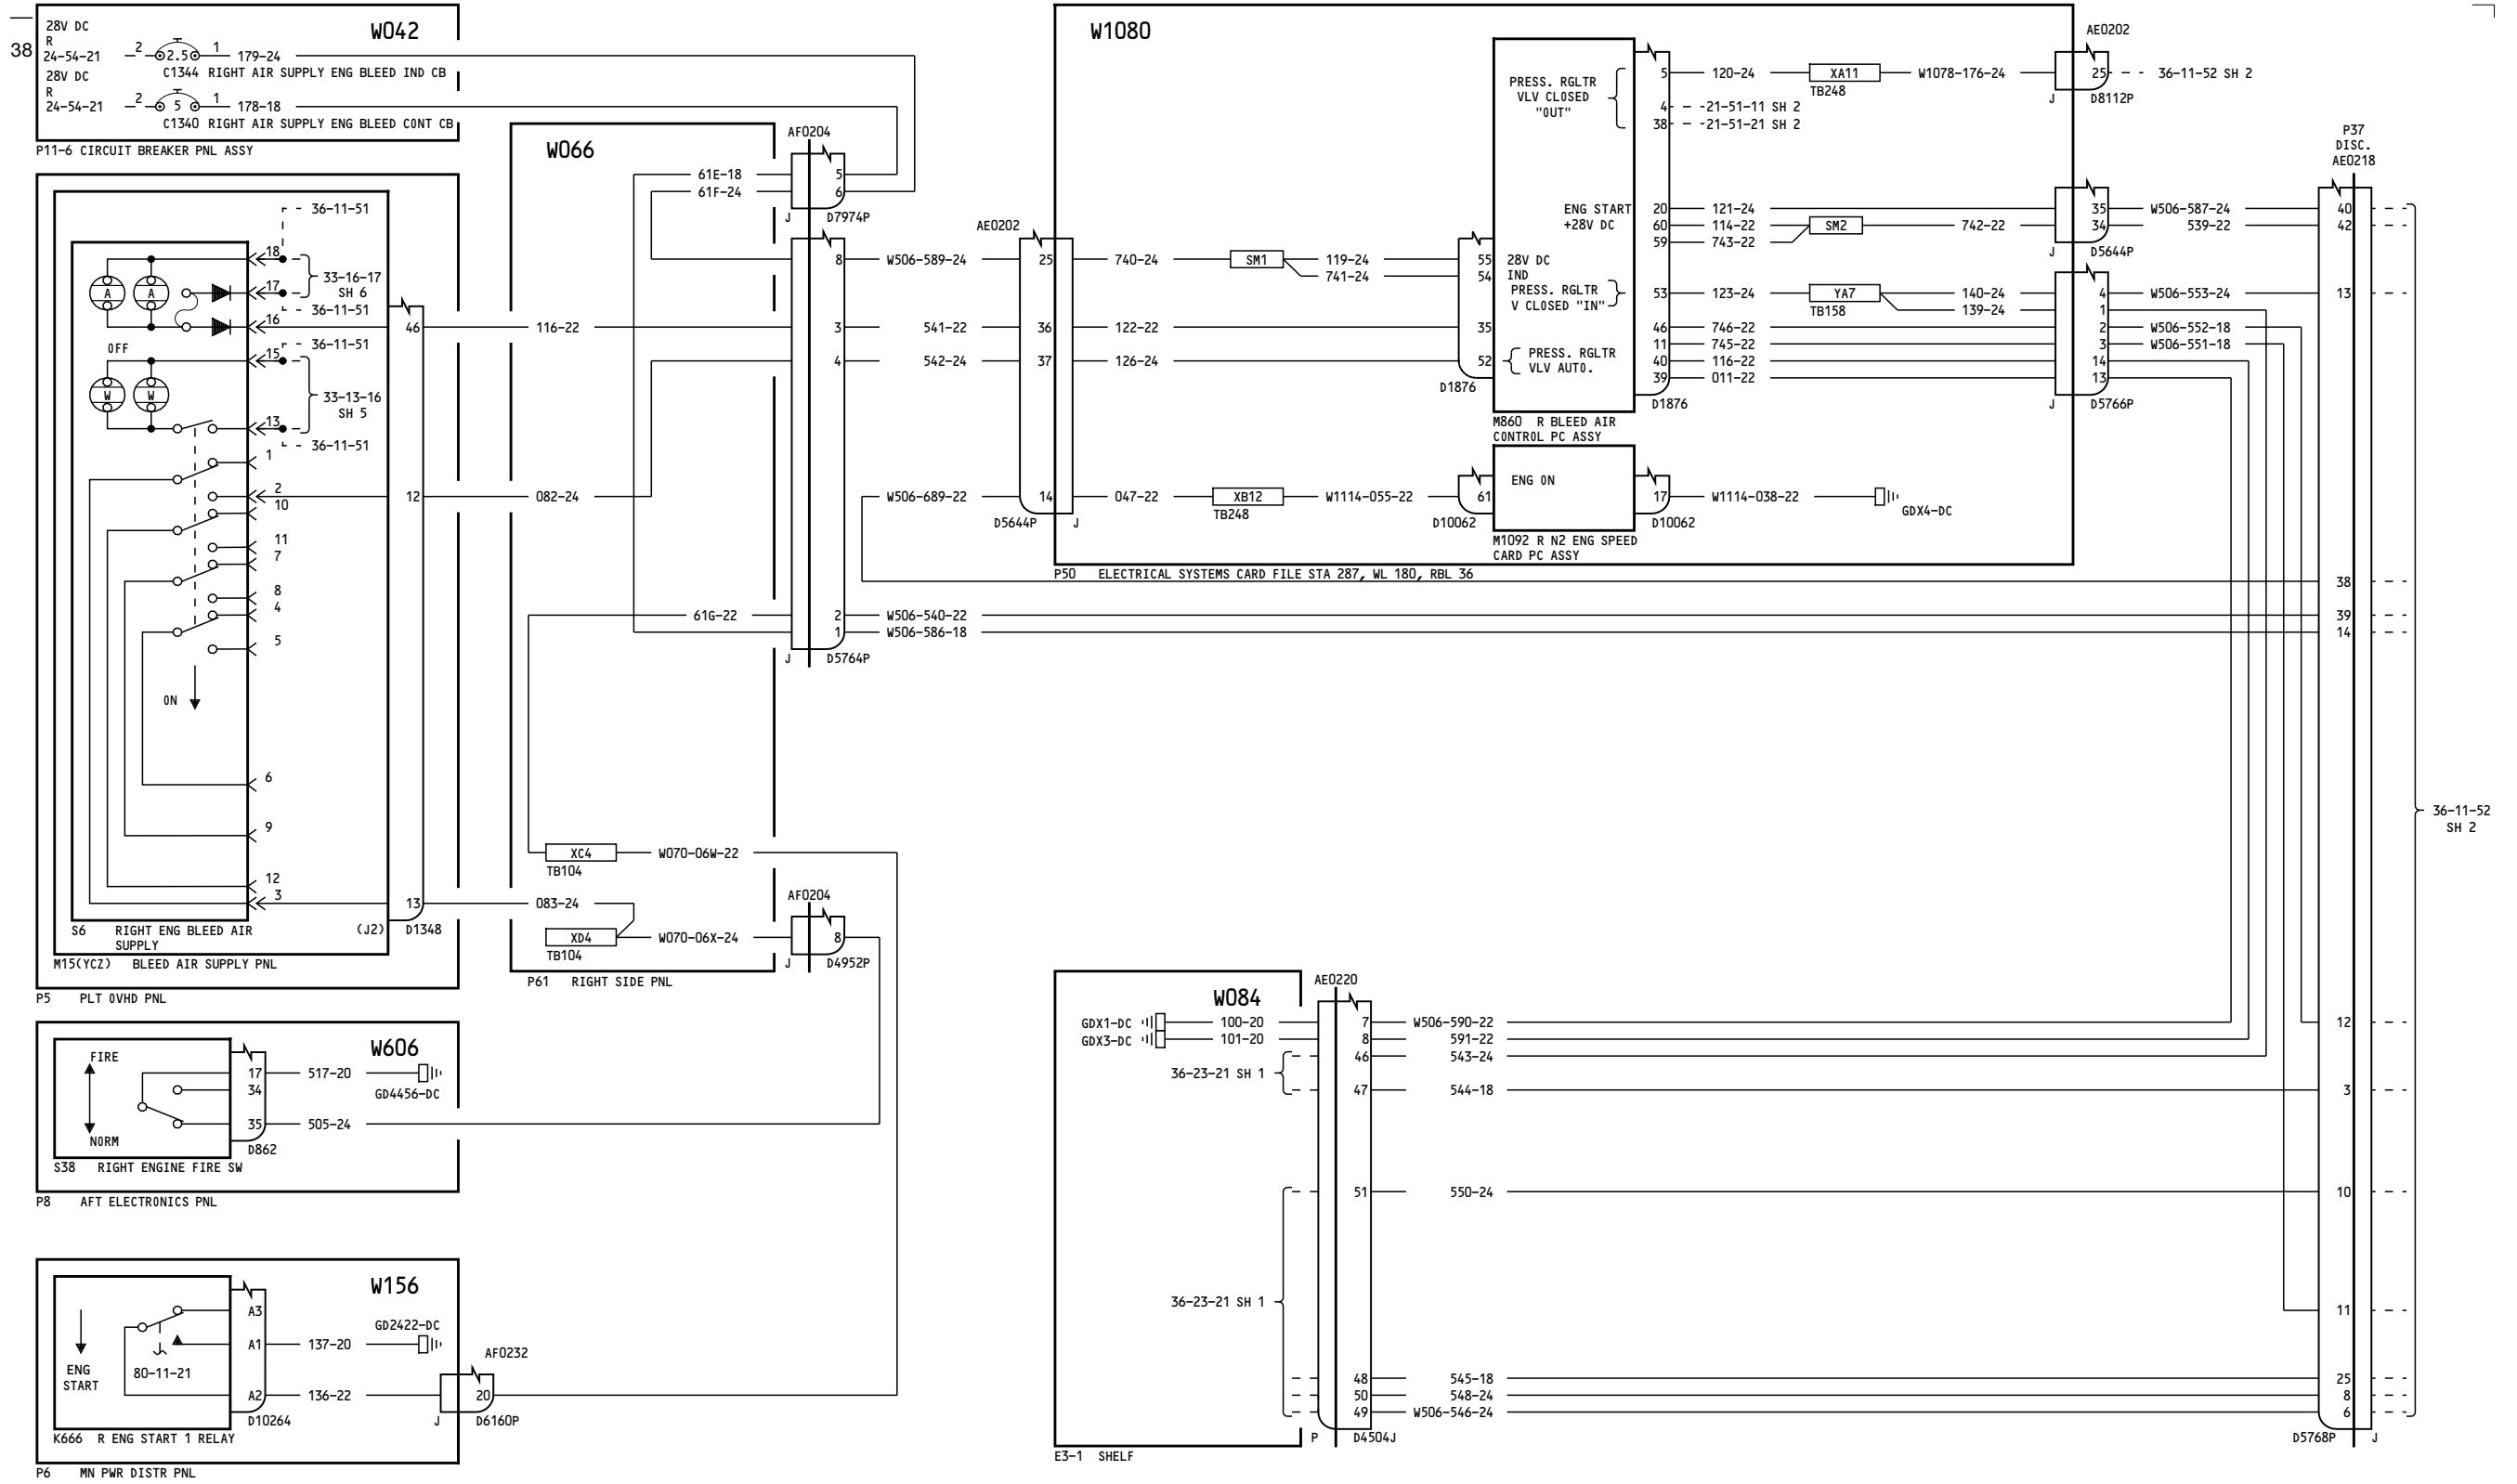 38
W042
28V DC
R
24-54-21
2
2.5
1
179-24
C1344 RIGHT AIR SUPPLY ENG BLEED IND CB
28V DC
R
24-54-21
2
5
1
178-18
C1340 RIGHT AIR SUPPLY ENG BLEED CONT CB
P11-6 CIRCUIT BREAKER PNL ASSY
36-11-51
18
33-16-17
SH 6
17
36-11-51
16
A
A
OFF
36-11-51
15
33-13-16
SH 5
W
W
13
36-11-51
1
2
10
11
7
8
4
5
ON
6
9
12
3
46
12
13
S6 RIGHT ENG BLEED AIR
SUPPLY
(J2)
D1348
M15(YCZ) BLEED AIR SUPPLY PNL
P5 PLT OVHD PNL
W606
FIRE
NORM
17
34
35
517-20
GD4456-DC
505-24
D862
S38 RIGHT ENGINE FIRE SW
P8 AFT ELECTRONICS PNL
W156
A3
A1
A2
137-20
GD2422-DC
136-22
ENG
START
80-11-21
D10264
K666 R ENG START 1 RELAY
AF0232
20
J
D6160P
P6 MN PWR DISTR PNL
W066
61E-18
61F-24
AF0204
5
6
J
D7974P
116-22
082-24
61G-22
8
3
4
2
1
J
D5764P
XC4
TB104
W070-06W-22
083-24
XD4
TB104
W070-06X-24
AF0204
8
J
D4952P
P61 RIGHT SIDE PNL
W506-589-24
541-22
542-24
W506-689-22
W506-540-22
W506-586-18
AE0202
25
36
37
14
D5644P
J
W1080
740-24
SM1
119-24
741-24
122-22
126-24
047-22
XB12
TB248
W1114-055-22
55
54
35
52
D1876
61
D10062
PRESS. RGLTR
VLV CLOSED
"OUT"
ENG START
+28V DC
28V DC
IND
PRESS. RGLTR
V CLOSED "IN"
PRESS. RGLTR
VLV AUTO.
M860 R BLEED AIR
CONTROL PC ASSY
ENG ON
M1092 R N2 ENG SPEED
CARD PC ASSY
5
4
38
20
60
59
53
46
11
40
39
D1876
17
D10062
120-24
XA11
TB248
W1078-176-24
21-51-11 SH 2
21-51-21 SH 2
121-24
114-22
743-22
SM2
742-22
123-24
YA7
TB158
140-24
139-24
746-22
745-22
116-22
011-22
W1114-038-22
GDX4-DC
P50 ELECTRICAL SYSTEMS CARD FILE STA 287, WL 180, RBL 36
AE0202
25
36-11-52 SH 2
J
D8112P
35
34
J
D5644P
4
1
2
3
14
13
J
D5766P
W506-587-24
539-22
W506-553-24
W506-552-18
W506-551-18
P37
DISC.
AE0218
40
42
13
38
39
14
12
3
10
11
25
8
6
D5768P
J
36-11-52
SH 2
W084
GDX1-DC
GDX3-DC
100-20
101-20
36-23-21 SH 1
36-23-21 SH 1
AE0220
7
8
46
47
51
48
50
49
P
D4504J
W506-590-22
591-22
543-24
544-18
550-24
545-18
548-24
W506-546-24
E3-1 SHELF